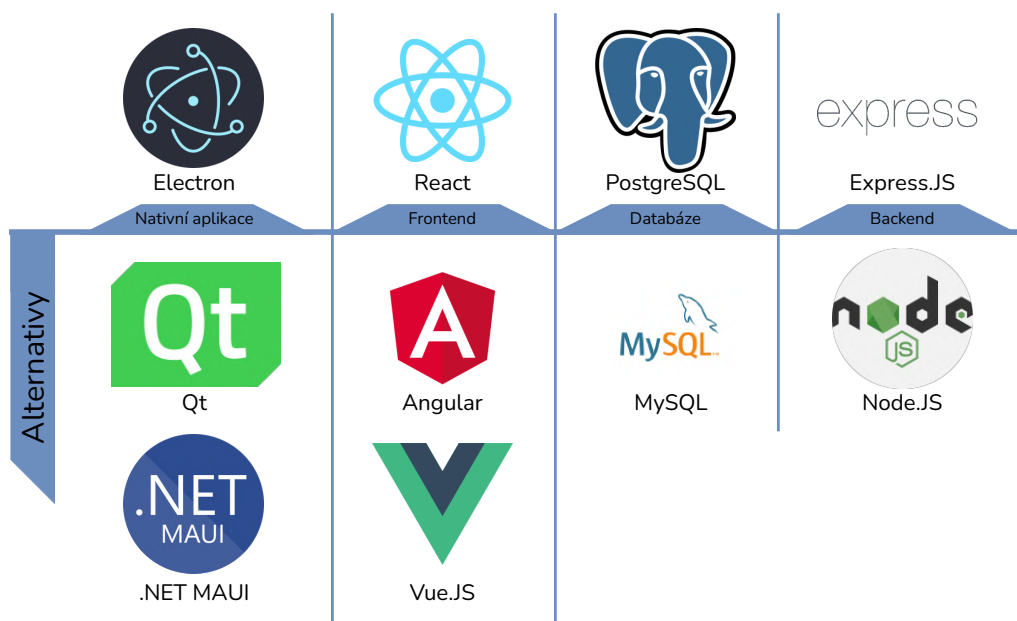 express
Electron
React
PostgreSQL
Express.JS
Nativní aplikace
Frontend
Databáze
Backend
Alternativy
Qt
A
MySQL
node
JS
Qt
Angular
MySQL
Node.JS
.NET
MAUI
.NET MAUI
Vue.JS